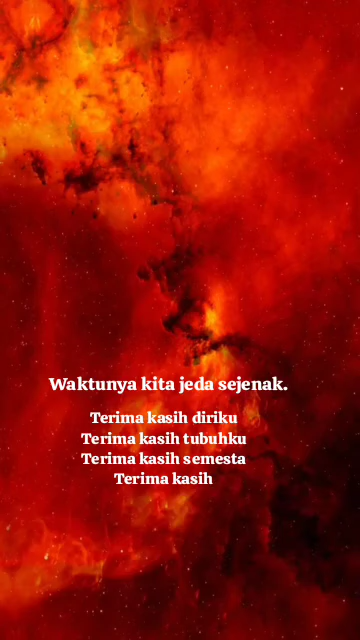 Waktunya kita jeda sejenak.
Terima kasih diriku
Terima kasih tubuhku
Terima kasih semesta
Terima kasih